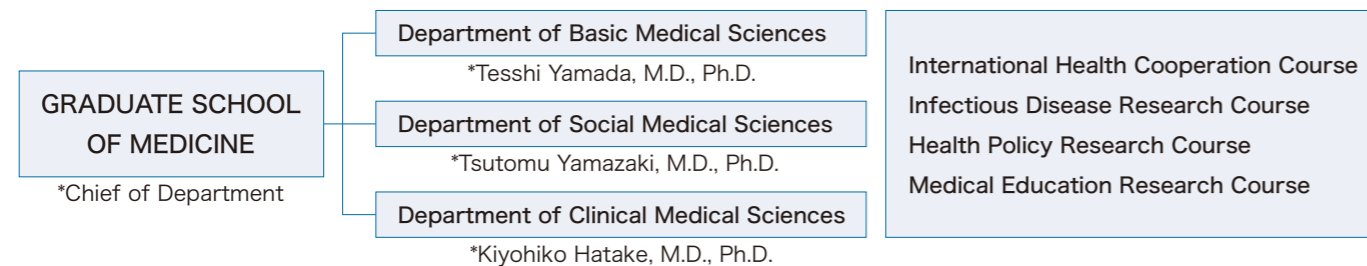 GRADUATE SCHOOL
OF MEDICINE
*Chief of Department
Department of Basic Medical Sciences
*Tesshi Yamada, M.D., Ph.D.
Department of Social Medical Sciences
*Tsutomu Yamazaki, M.D., Ph.D.
Department of Clinical Medical Sciences
*Kiyohiko Hatake, M.D., Ph.D.
International Health Cooperation Course
Infectious Disease Research Course
Health Policy Research Course
Medical Education Research Course